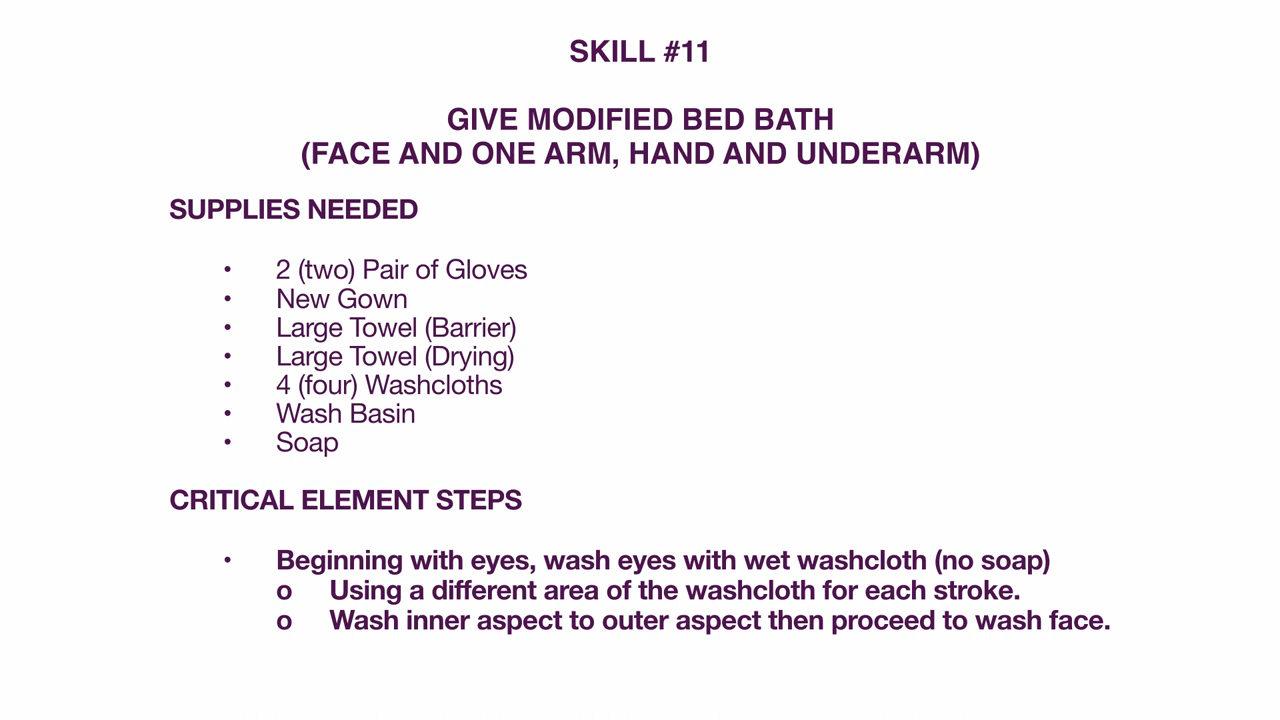 SKILL #11
GIVE MODIFIED BED BATH
(FACE AND ONE ARM, HAND AND UNDERARM)
SUPPLIES NEEDED
• 2 (two) Pair of Gloves
• New Gown
• Large Towel (Barrier)
• Large Towel (Drying)
• 4 (four) Washcloths
• Wash Basin
• Soap
CRITICAL ELEMENT STEPS
• Beginning with eyes, wash eyes with wet washcloth (no soap)
o Using a different area of the washcloth for each stroke.
o Wash inner aspect to outer aspect then proceed to wash face.